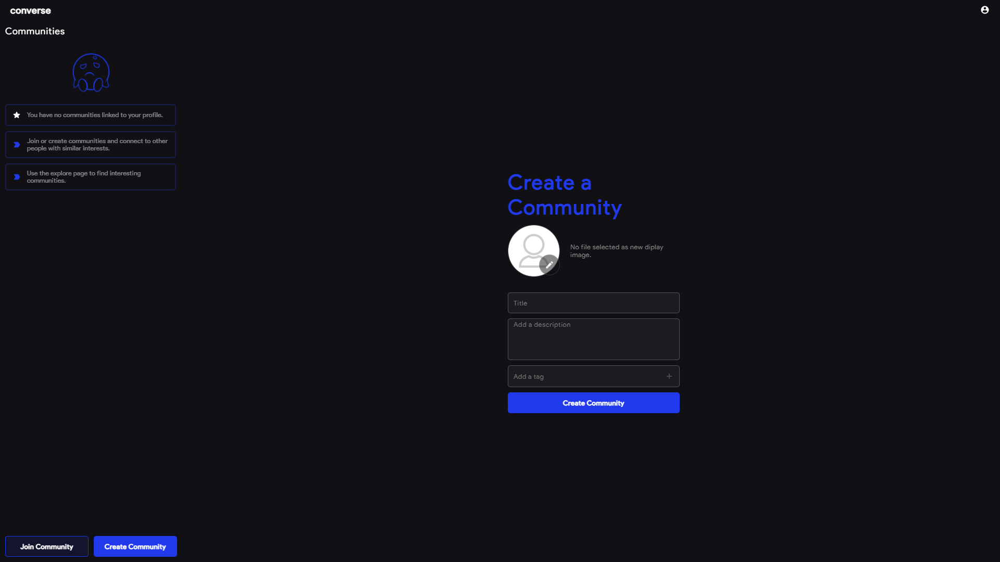 converse
Communities
You have no communities linked to your profile.
Join or create communities and connect to other
people with similar interests.
Use the explore page to find interesting
communities.
Create a
Community
No file selected as new diplay
image.
Title
Add a description
Add a tag
Create Community
Join Community
Create Community